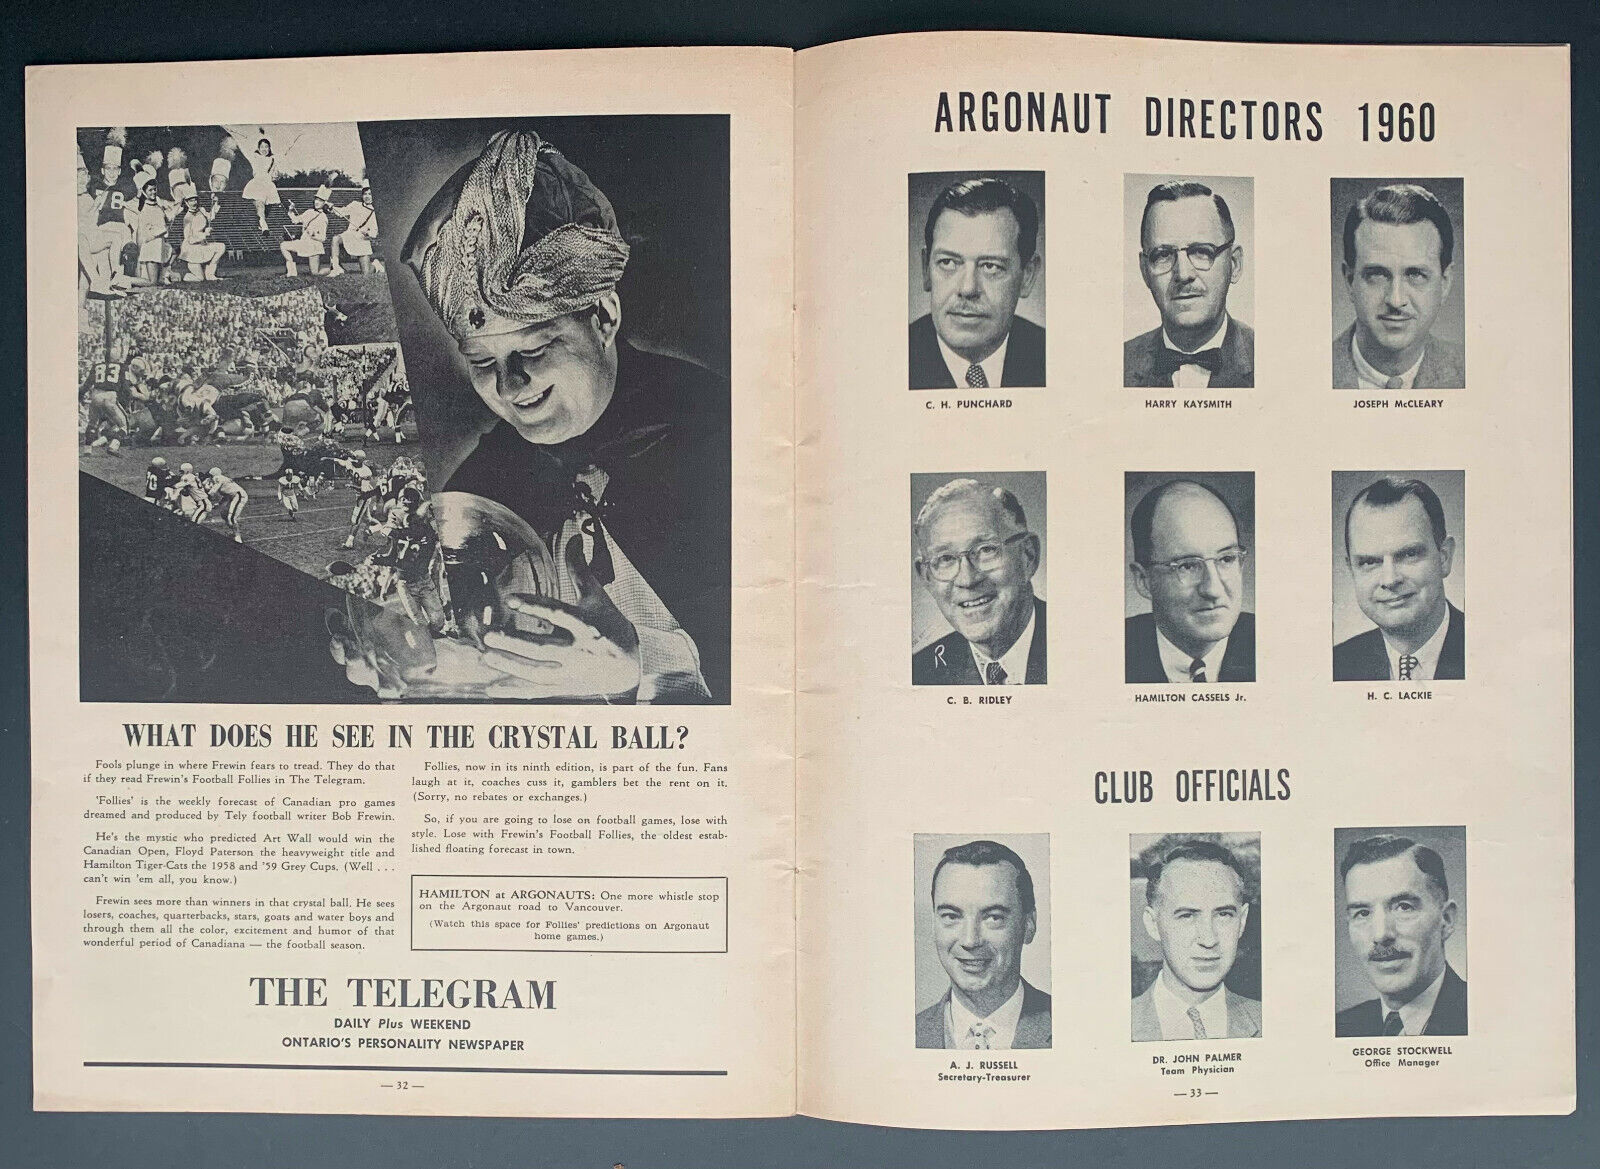 WHAT DOES HE SEE IN THE CRYSTAL BALL?
Fools plunge in where Frewin fears to tread. They do that
if they read Frewin's Football Follies in The Telegram.
'Follies' is the weekly forecast of Canadian pro games
dreamed and produced by Tely football writer Bob Frewin.
He's the mystic who predicted Art Wall would win the
Canadian Open, Floyd Paterson the heavyweight title and
Hamilton Tiger-Cats the 1958 and '59 Grey Cups. (Well . . .
can't win 'em all, you know.)
Frewin sees more than winners in that crystal ball. He sees
losers, coaches, quarterbacks, stars, goats and water boys and
through them all the color, excitement and humor of that
wonderful period of Canadiana — the football season.
Follies, now in its ninth edition, is part of the fun. Fans
laugh at it, coaches cuss it, gamblers bet the rent on it.
(Sorry, no rebates or exchanges.)
So, if you are going to lose on football games, lose with
style. Lose with Frewin's Football Follies, the oldest estab-
lished floating forecast in town.
HAMILTON at ARGONAUTS: One more whistle stop
on the Argonaut road to Vancouver.
(Watch this space for Follies' predictions on Argonaut
home games.)
THE TELEGRAM
DAILY Plus WEEKEND
ONTARIO'S PERSONALITY NEWSPAPER
— 32 —
8
83
ARGONAUT DIRECTORS 1960
C. H. PUNCHARD
HARRY KAYSMITH
JOSEPH McCLEARY
R
C. B. RIDLEY
HAMILTON CASSELS Jr.
H. C. LACKIE
CLUB OFFICIALS
A. J. RUSSELL
Secretary-Treasurer
DR. JOHN PALMER
Team Physician
GEORGE STOCKWELL
Office Manager
— 33 —